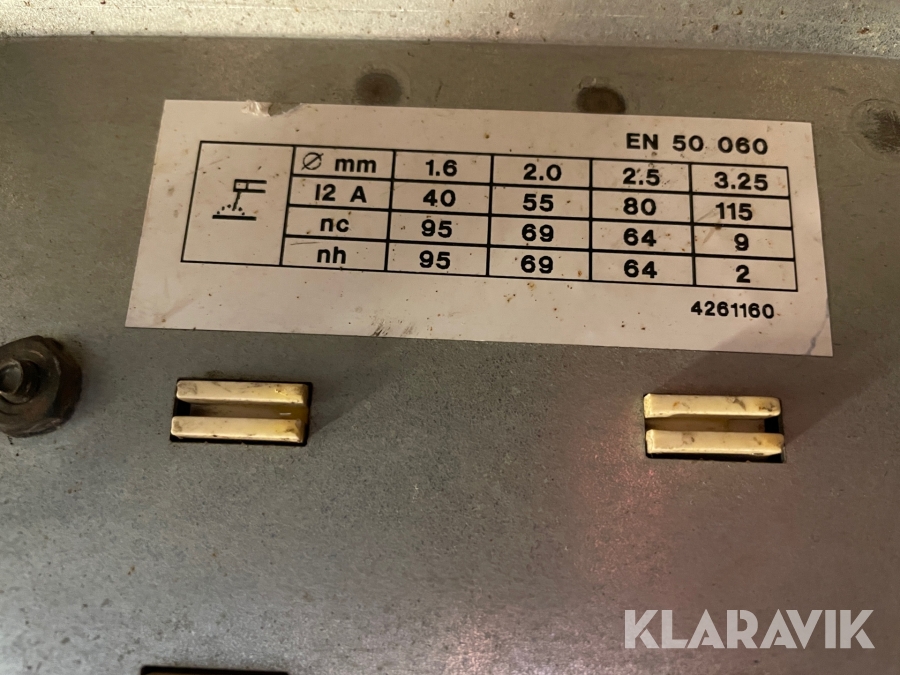 EN 50 060
Ø mm 1.6 2.0 2.5 3.25
I2 A 40 55 80 115
nc 95 69 64 9
nh 95 69 64 2
4261160
KLARAVIK